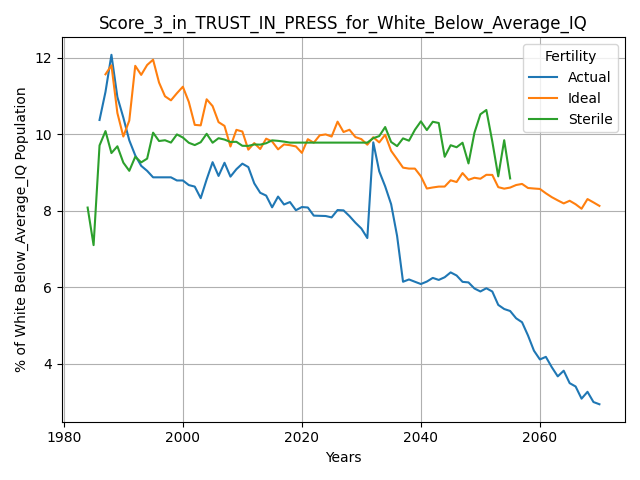 Score_3_in_TRUST_IN_PRESS_for_White_Below_Average_IQ
% of White Below_Average_IQ Population
12
10
8
6
4
1980
2000
2020
2040
2060
Years
Fertility
Actual
Ideal
Sterile